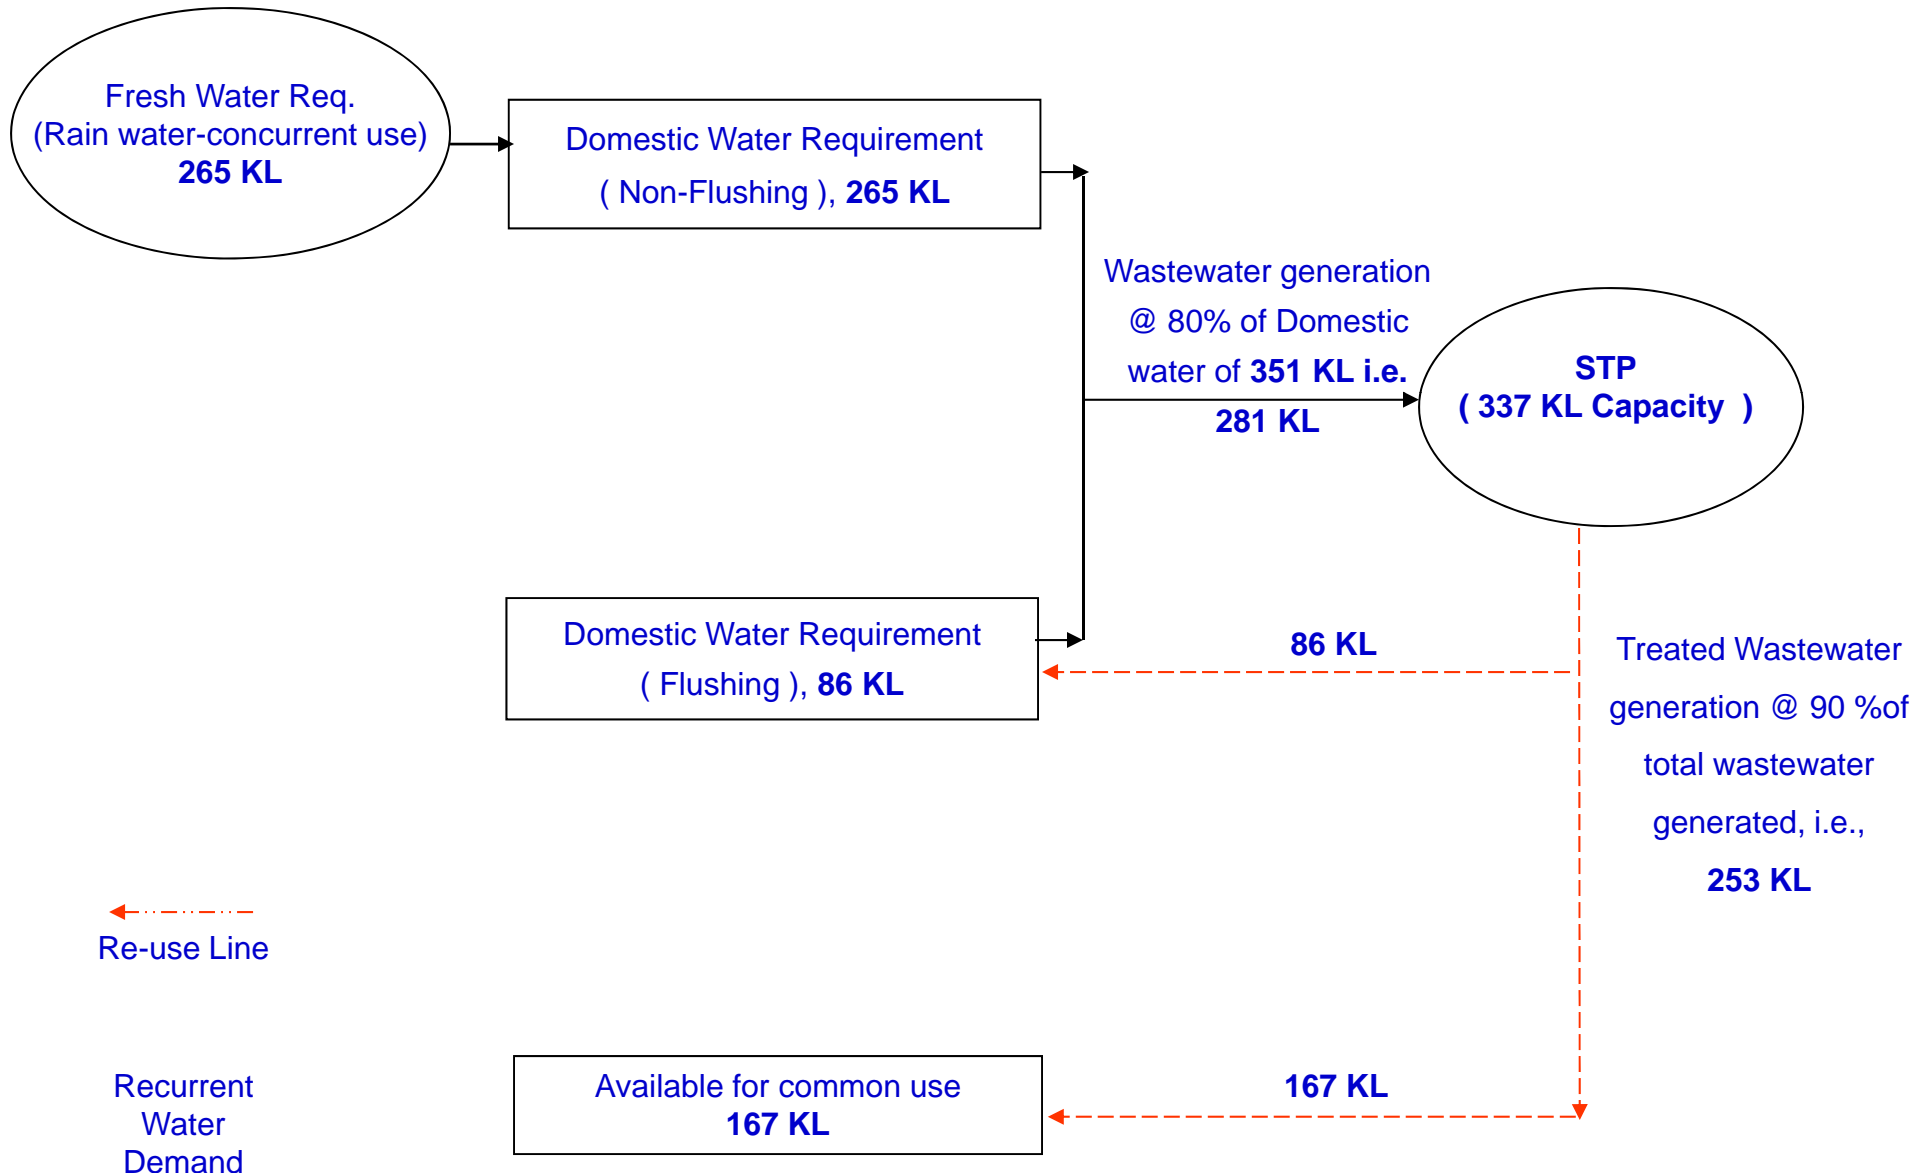 Fresh Water Req.
(Rain water-concurrent use)
265 KL
Domestic Water Requirement
( Non-Flushing ), 265 KL
Wastewater generation
@ 80% of Domestic
water of 351 KL i.e.
281 KL
STP
( 337 KL Capacity )
Domestic Water Requirement
( Flushing ), 86 KL
86 KL
Treated Wastewater
generation @ 90 %of
total wastewater
generated, i.e.,
253 KL
Re-use Line
Recurrent
Water
Demand
Available for common use
167 KL
167 KL